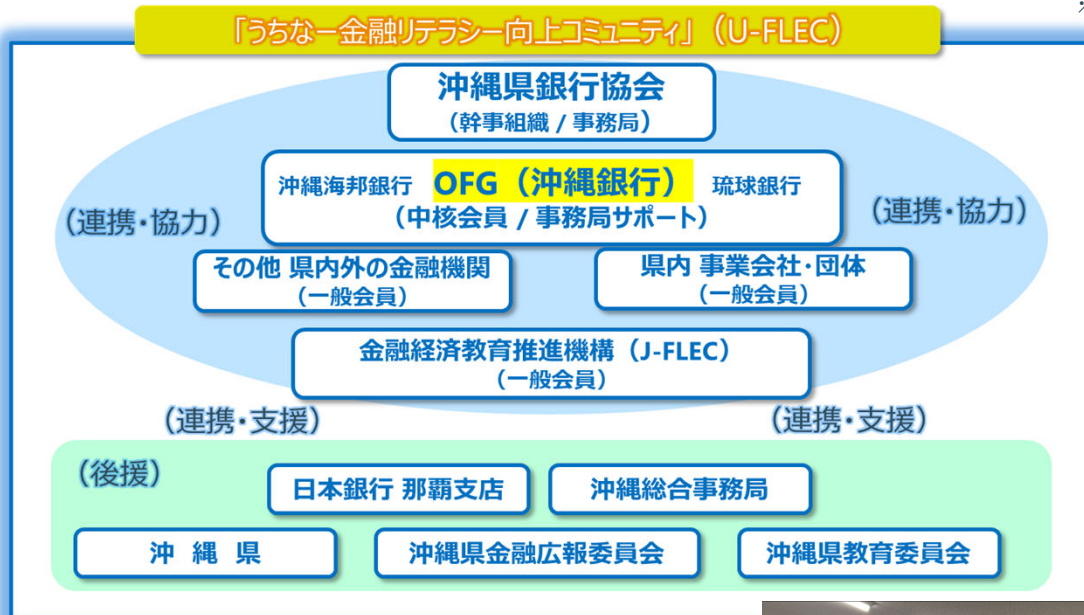 「うちなー金融リテラシー向上コミュニティ」（U-FLEC）
沖縄県銀行協会
（幹事組織 / 事務局）
沖縄海邦銀行 OFG（沖縄銀行） 琉球銀行
（中核会員 / 事務局サポート）
（連携・協力）
（連携・協力）
その他 県内外の金融機関
（一般会員）
県内 事業会社・団体
（一般会員）
金融経済教育推進機構（J-FLEC）
（一般会員）
（連携・支援）
（連携・支援）
（後援）
日本銀行 那覇支店
沖縄総合事務局
沖 縄 県
沖縄県金融広報委員会
沖縄県教育委員会